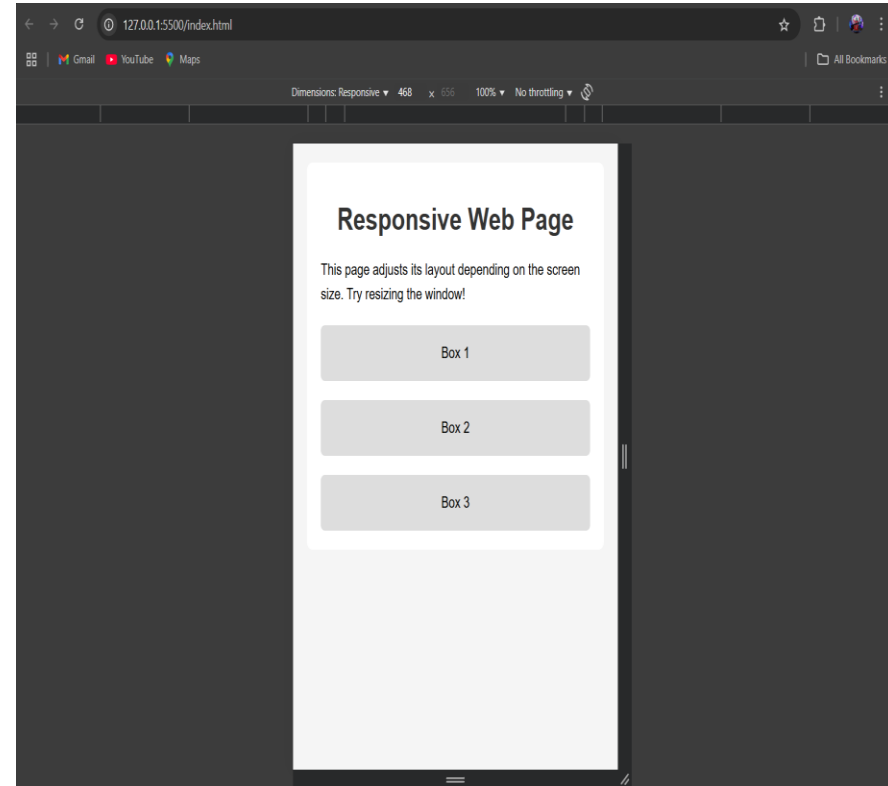 127.0.0.1:5500/index.html
Gmail YouTube Maps All Bookmarks
Dimensions: Responsive ▼ 468 x 656 100% ▼ No throttling ▼
Responsive Web Page
This page adjusts its layout depending on the screen
size. Try resizing the window!
Box 1
Box 2
Box 3